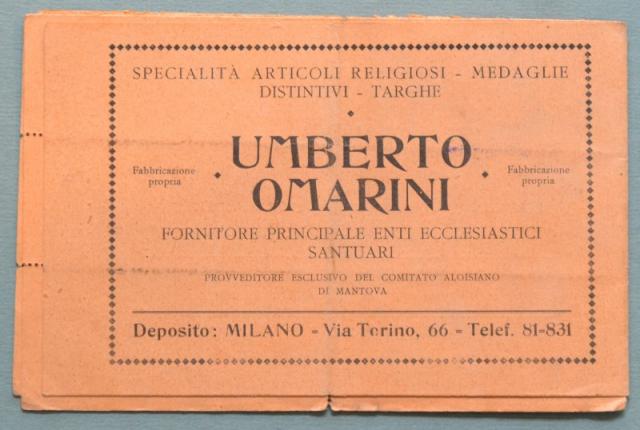 SPECIALITÀ ARTICOLI RELIGIOSI - MEDAGLIE
DISTINTIVI - TARGHE
UMBERTO
OMARINI
Fabbricazione
propria
Fabbricazione
propria
FORNITORE PRINCIPALE ENTI ECCLESIASTICI
SANTUARI
PROVVEDITORE ESCLUSIVO DEL COMITATO ALOISIANO
DI MANTOVA
Deposito: MILANO - Via Torino, 66 - Telef. 81-831